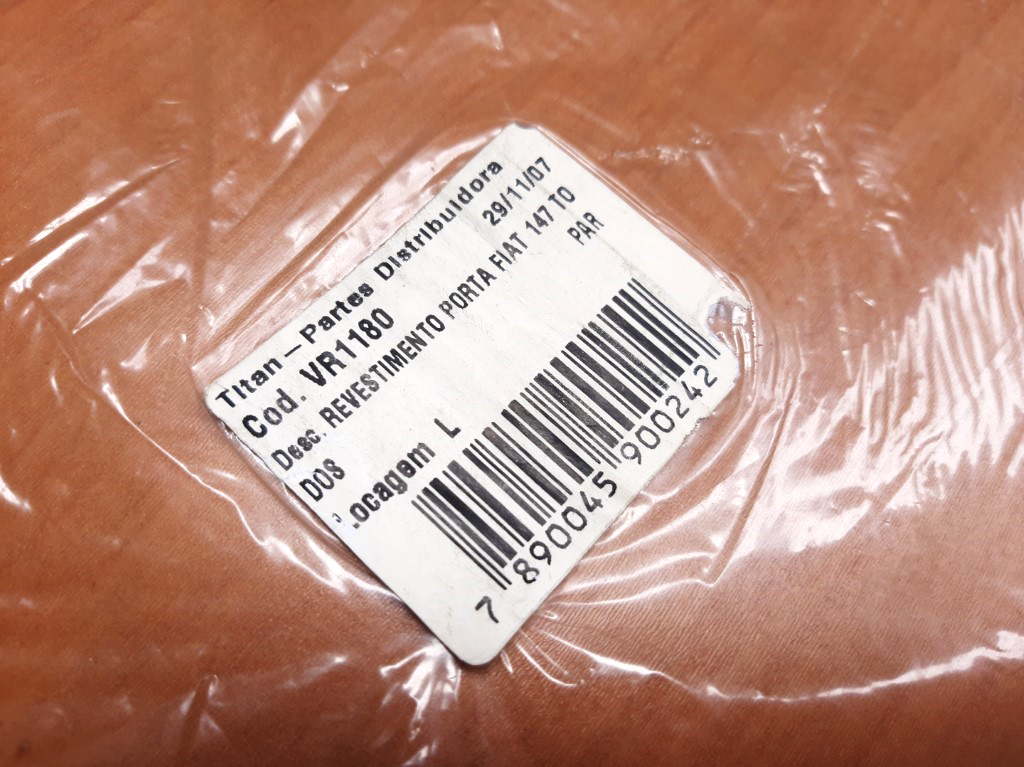 Titan - Partes Distribuidora
Cod. VR1180 29/11/07
Desc. REVESTIMENTO PORTA FIAT 147 TO
DOS PAR
Locagem L
7 890045 900242